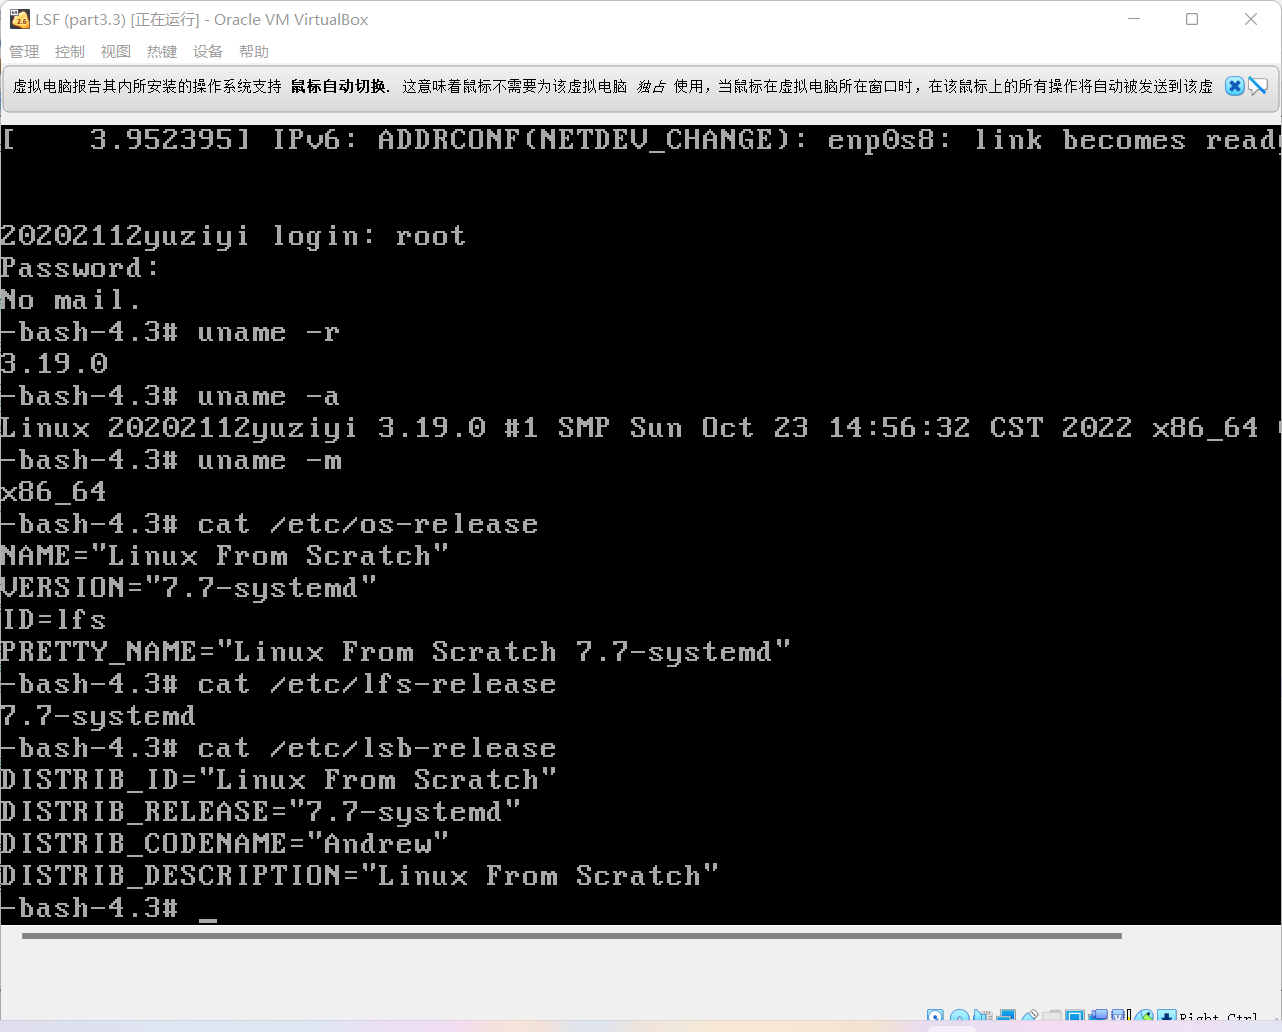 LSF (part3.3) [正在运行] - Oracle VM VirtualBox
管理 控制 视图 热键 设备 帮助
虚拟电脑报告其内所安装的操作系统支持 鼠标自动切换. 这意味着鼠标不需要为该虚拟电脑 独占 使用，当鼠标在虚拟电脑所在窗口时，在该鼠标上的所有操作将自动被发送到该虚
[    3.952395] IPv6: ADDRCONF(NETDEV_CHANGE): enp0s8: link becomes ready
20202112yuziyi login: root
Password:
No mail.
-bash-4.3# uname -r
3.19.0
-bash-4.3# uname -a
Linux 20202112yuziyi 3.19.0 #1 SMP Sun Oct 23 14:56:32 CST 2022 x86_64
-bash-4.3# uname -m
x86_64
-bash-4.3# cat /etc/os-release
NAME="Linux From Scratch"
VERSION="7.7-systemd"
ID=lfs
PRETTY_NAME="Linux From Scratch 7.7-systemd"
-bash-4.3# cat /etc/lfs-release
7.7-systemd
-bash-4.3# cat /etc/lsb-release
DISTRIB_ID="Linux From Scratch"
DISTRIB_RELEASE="7.7-systemd"
DISTRIB_CODENAME="Andrew"
DISTRIB_DESCRIPTION="Linux From Scratch"
-bash-4.3# _
Right Ctrl